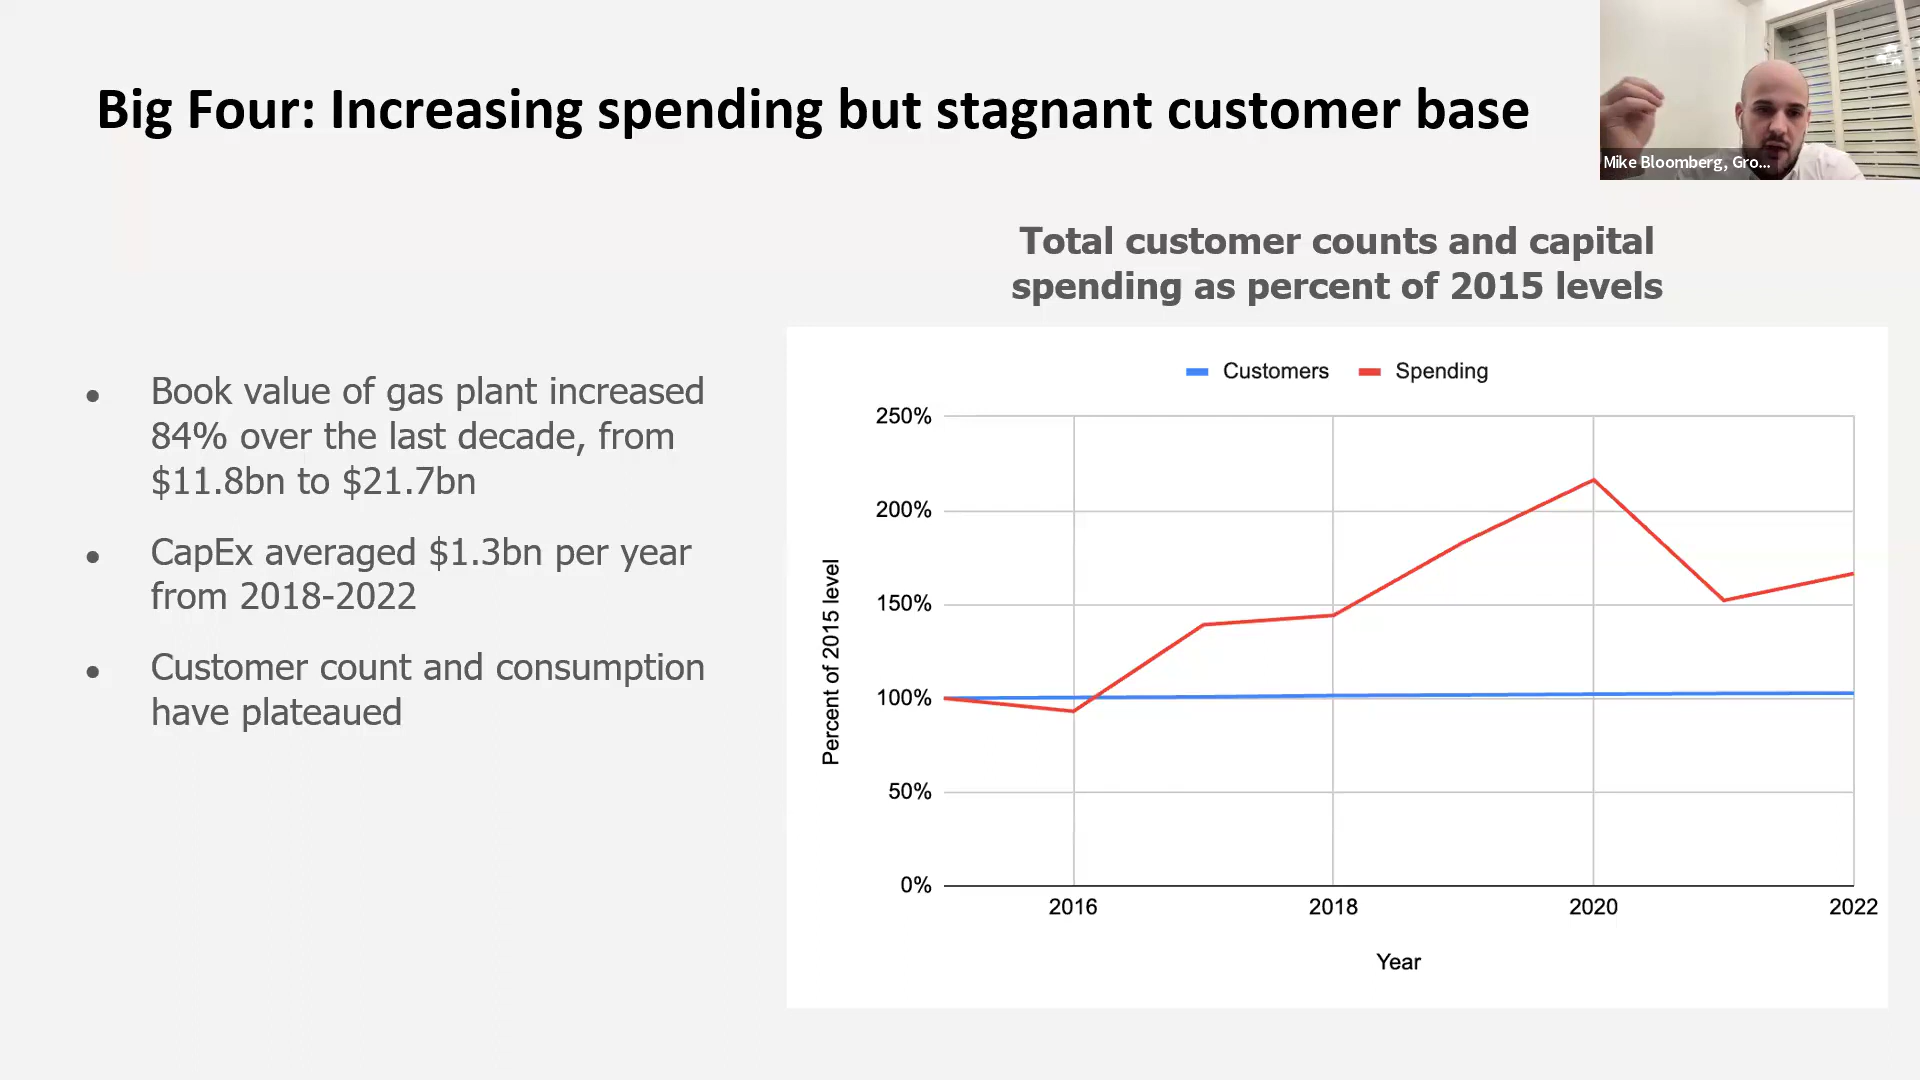 Big Four: Increasing spending but stagnant customer base
Mike Bloomberg, Gro...
Total customer counts and capital
spending as percent of 2015 levels
• Book value of gas plant increased
84% over the last decade, from
$11.8bn to $21.7bn
• CapEx averaged $1.3bn per year
from 2018-2022
• Customer count and consumption
have plateaued
Customers Spending
Percent of 2015 level
250%
200%
150%
100%
50%
0%
2016 2018 2020 2022
Year